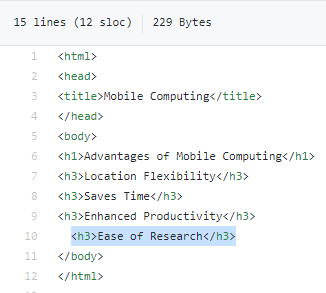 15 lines (12 sloc) 229 Bytes
1 <html>
2 <head>
3 <title>Mobile Computing</title>
4 </head>
5 <body>
6 <h1>Advantages of Mobile Computing</h1>
7 <h3>Location Flexibility</h3>
8 <h3>Saves Time</h3>
9 <h3>Enhanced Productivity</h3>
10 <h3>Ease of Research</h3>
11 </body>
12 </html>